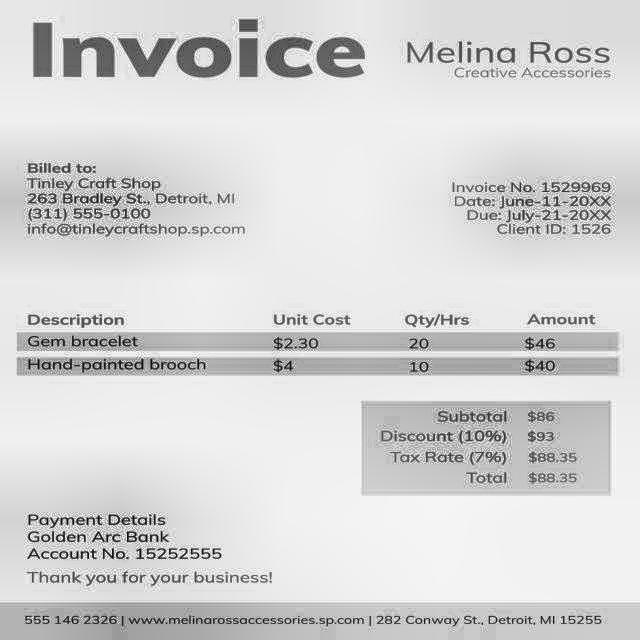 Invoice
Melina Ross
Creative Accessories
Billed to:
Tinley Craft Shop
263 Bradley St., Detroit, MI
(311) 555-0100
info@tinleycraftshop.sp.com
Invoice No. 1529969
Date: June-11-20XX
Due: July-21-20XX
Client ID: 1526
Description Unit Cost Qty/Hrs Amount
Gem bracelet $2.30 20 $46
Hand-painted brooch $4 10 $40
Subtotal $86
Discount (10%) $93
Tax Rate (7%) $88.35
Total $88.35
Payment Details
Golden Arc Bank
Account No. 15252555
Thank you for your business!
555 146 2326 | www.melinarossaccessories.sp.com | 282 Conway St., Detroit, MI 15255